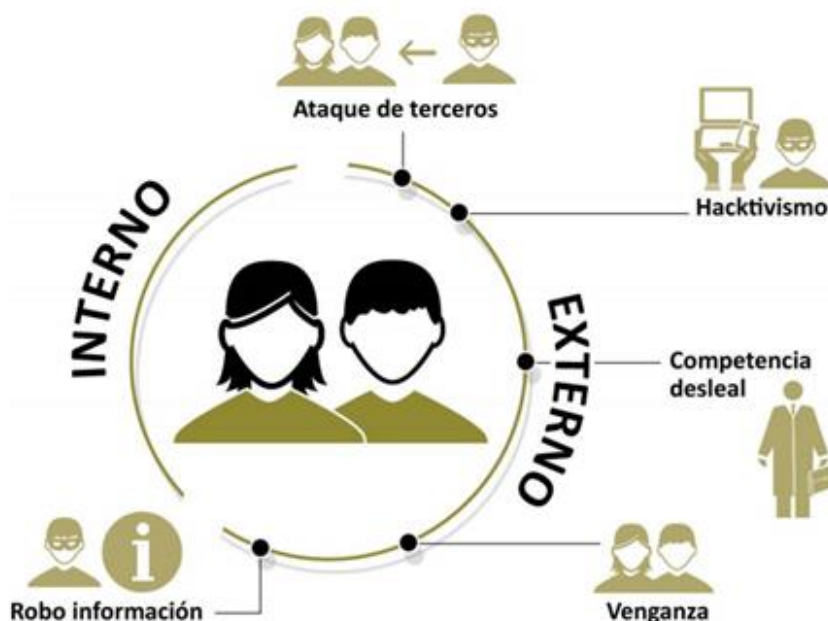 Ataque de terceros
Hacktivismo
INTERNO
EXTERNO
Competencia
desleal
i
Robo información
Venganza